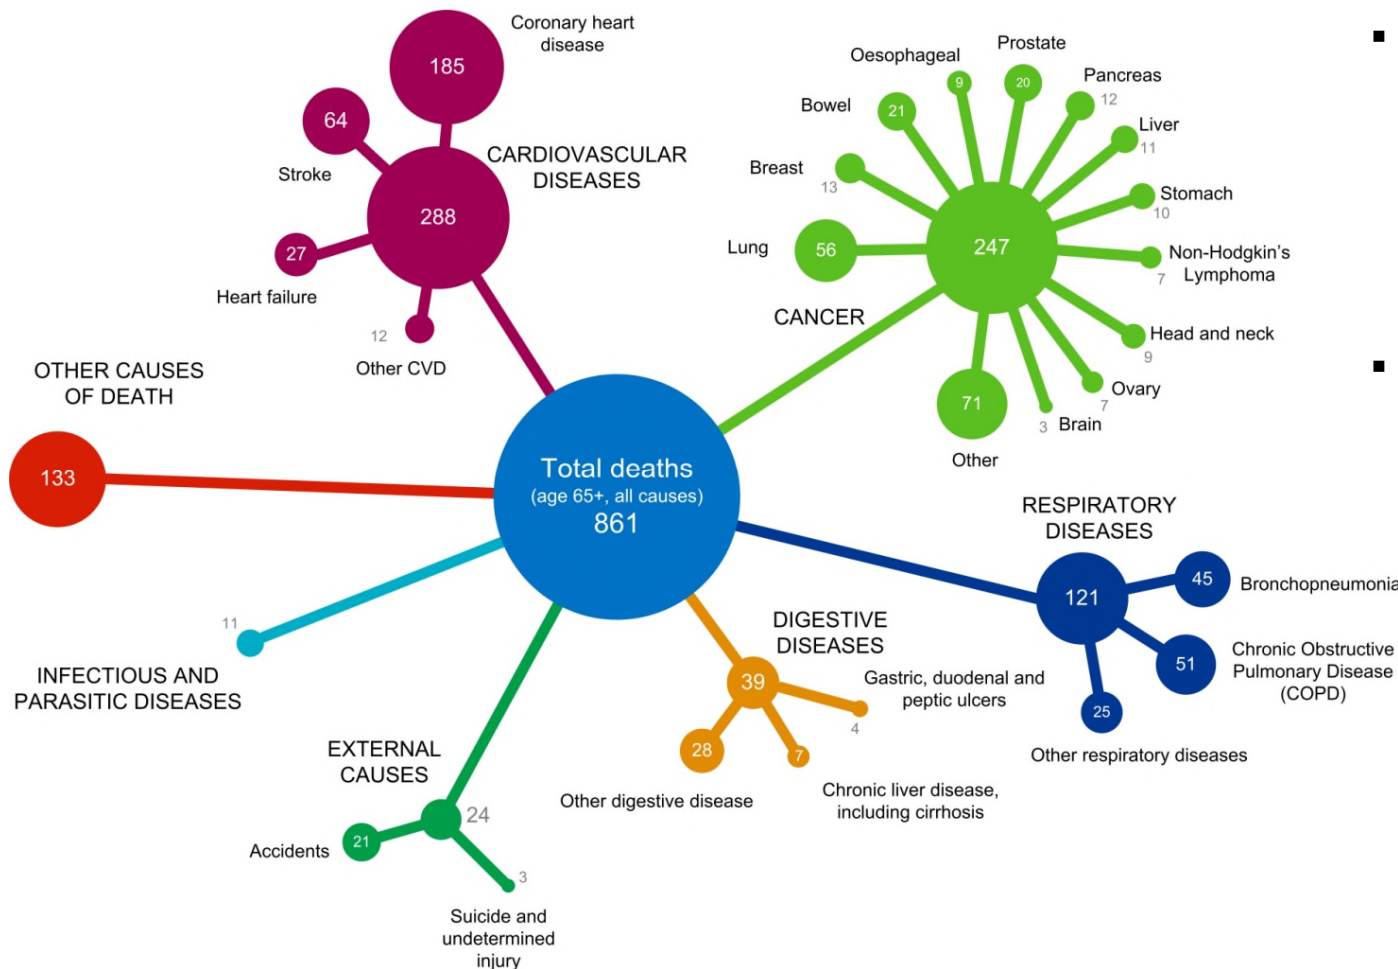 Coronary heart
disease
185
64
Stroke
CARDIOVASCULAR
DISEASES
288
27
Heart failure
12
Other CVD
Prostate
20
Oesophageal
9
Pancreas
12
Bowel
21
Liver
11
Breast
13
Stomach
10
Lung
56
247
Non-Hodgkin's
Lymphoma
7
CANCER
Head and neck
9
Ovary
7
Brain
3
71
Other
OTHER CAUSES
OF DEATH
133
Total deaths
(age 65+, all causes)
861
RESPIRATORY
DISEASES
121
45
Bronchopneumonia
51
Chronic Obstructive
Pulmonary Disease
(COPD)
25
Other respiratory diseases
11
INFECTIOUS AND
PARASITIC DISEASES
DIGESTIVE
DISEASES
39
Gastric, duodenal and
peptic ulcers
4
28
Other digestive disease
7
Chronic liver disease,
including cirrhosis
EXTERNAL
CAUSES
24
21
Accidents
3
Suicide and
undetermined
injury